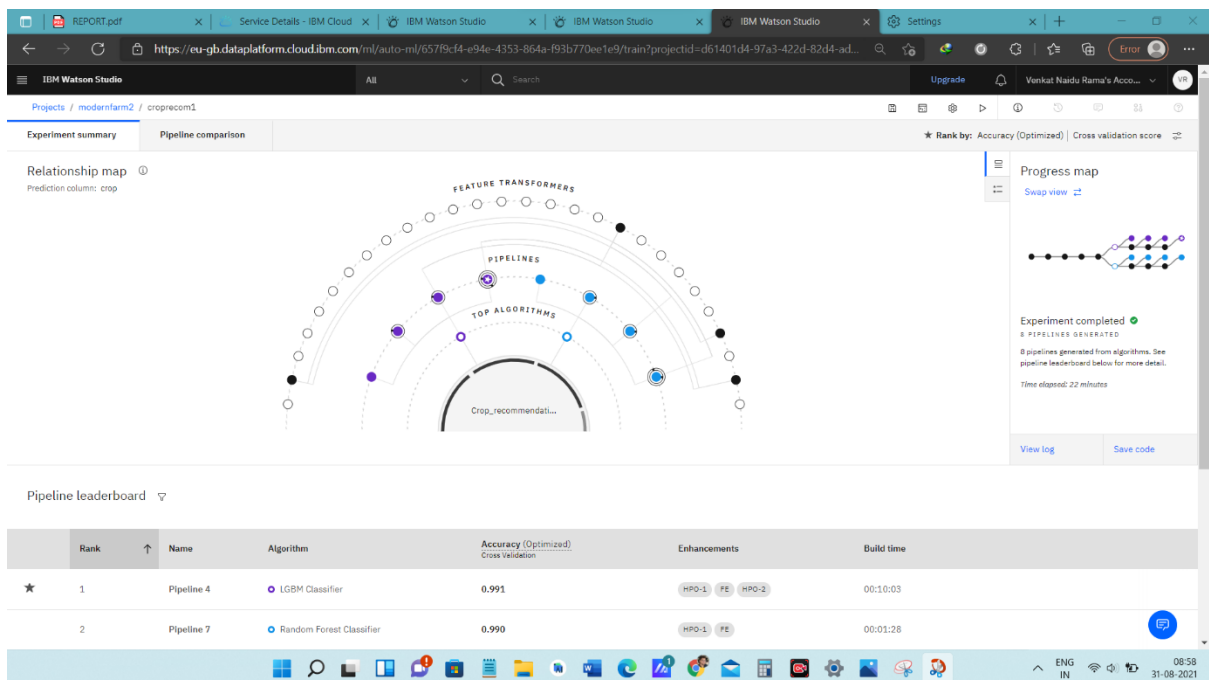 REPORT.pdf
Service Details - IBM Cloud
IBM Watson Studio
IBM Watson Studio
IBM Watson Studio
Settings
https://eu-gb.dataplatform.cloud.ibm.com/ml/auto-ml/657f9cf4-e94e-4353-864a-f93b770ee1e9/train?projectid=d61401d4-97a3-422d-82d4-ad...
Error
IBM Watson Studio
All
Search
Upgrade
Venkat Naidu Rama's Acco...
VR
Projects / modernfarm2 / croprecom1
Experiment summary
Pipeline comparison
Rank by: Accuracy (Optimized) | Cross validation score
Relationship map
Prediction column: crop
FEATURE TRANSFORMERS
PIPELINES
TOP ALGORITHMS
Crop_recommendati...
Progress map
Swap view
Experiment completed
8 PIPELINES GENERATED
8 pipelines generated from algorithms. See
pipeline leaderboard below for more detail.
Time elapsed: 22 minutes
View log
Save code
Pipeline leaderboard
Rank
Name
Algorithm
Accuracy (Optimized)
Cross Validation
Enhancements
Build time
1
Pipeline 4
LGBM Classifier
0.991
HPO-1 FE HPO-2
00:10:03
2
Pipeline 7
Random Forest Classifier
0.990
HPO-1 FE
00:01:28
ENG
IN
08:58
31-08-2021